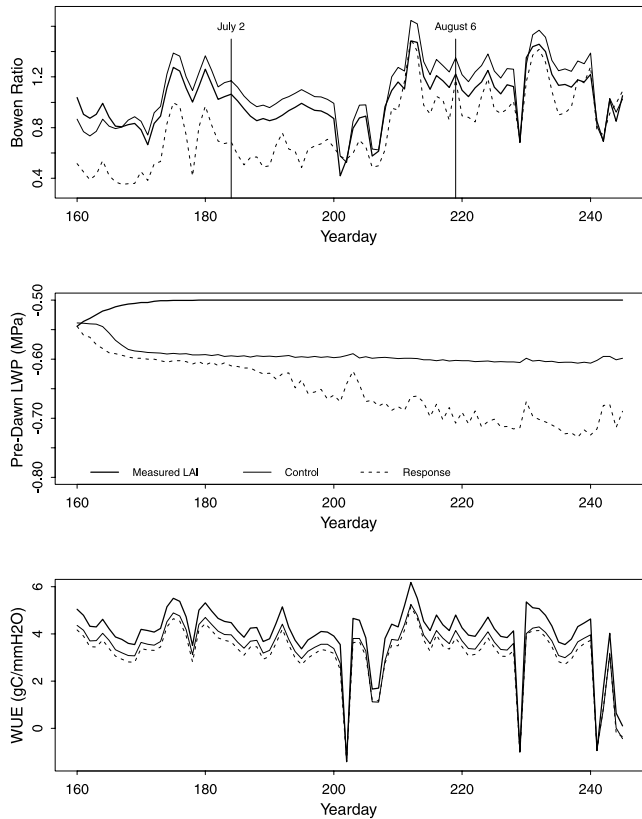 July 2
August 6
Bowen Ratio
1.2
0.8
0.4
160
180
200
220
240
Yearday
Pre-Dawn LWP (MPa)
-0.50
-0.60
-0.70
-0.80
Measured LAI
Control
Response
160
180
200
220
240
Yearday
WUE (gC/mmH2O)
6
4
2
0
160
180
200
220
240
Yearday